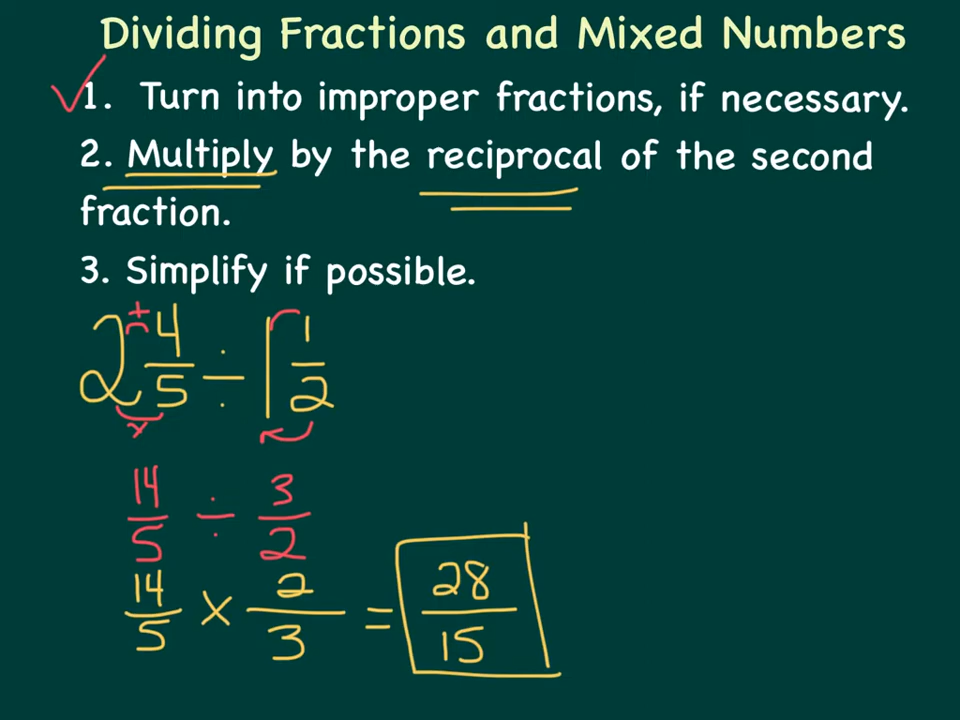 Dividing Fractions and Mixed Numbers
✓1. Turn into improper fractions, if necessary.
2. Multiply by the reciprocal of the second
fraction.
3. Simplify if possible.
+
2 4/5 ÷ 1 1/2
x
14/5 ÷ 3/2
14/5 × 2/3 = 28/15